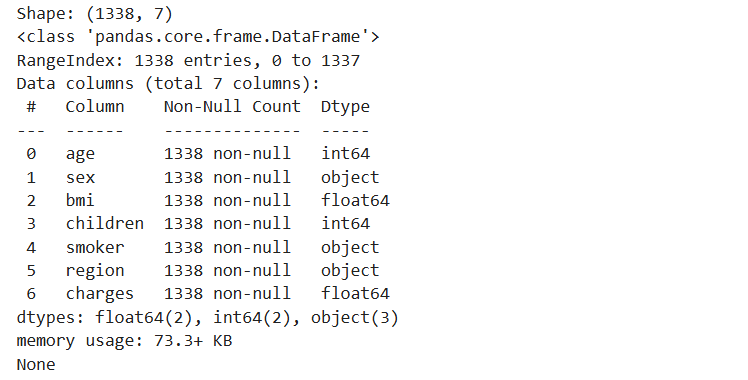 Shape: (1338, 7)
<class 'pandas.core.frame.DataFrame'>
RangeIndex: 1338 entries, 0 to 1337
Data columns (total 7 columns):
 #   Column    Non-Null Count  Dtype
---  ------    --------------  -----
 0   age       1338 non-null   int64
 1   sex       1338 non-null   object
 2   bmi       1338 non-null   float64
 3   children  1338 non-null   int64
 4   smoker    1338 non-null   object
 5   region    1338 non-null   object
 6   charges   1338 non-null   float64
dtypes: float64(2), int64(2), object(3)
memory usage: 73.3+ KB
None